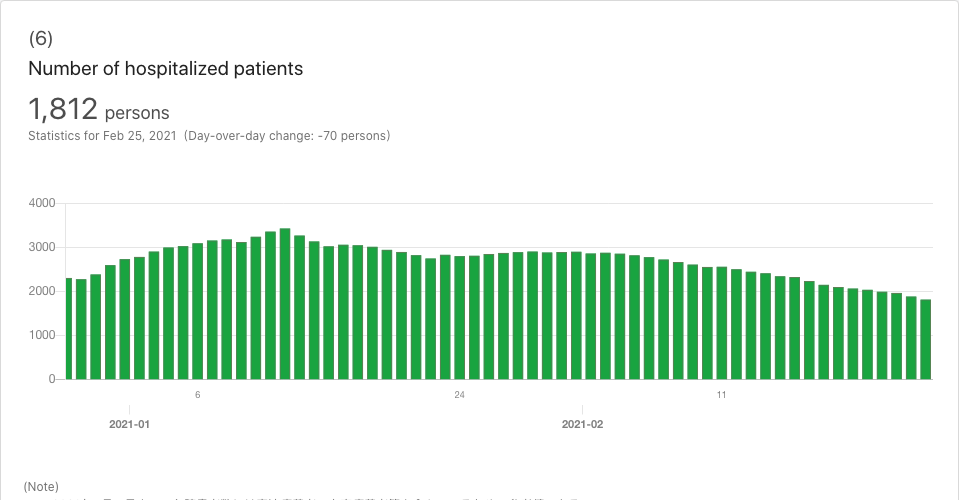 (6)
Number of hospitalized patients
1,812 persons
Statistics for Feb 25, 2021 (Day-over-day change: -70 persons)
4000
3000
2000
1000
0
6 24 11
2021-01 2021-02
(Note)